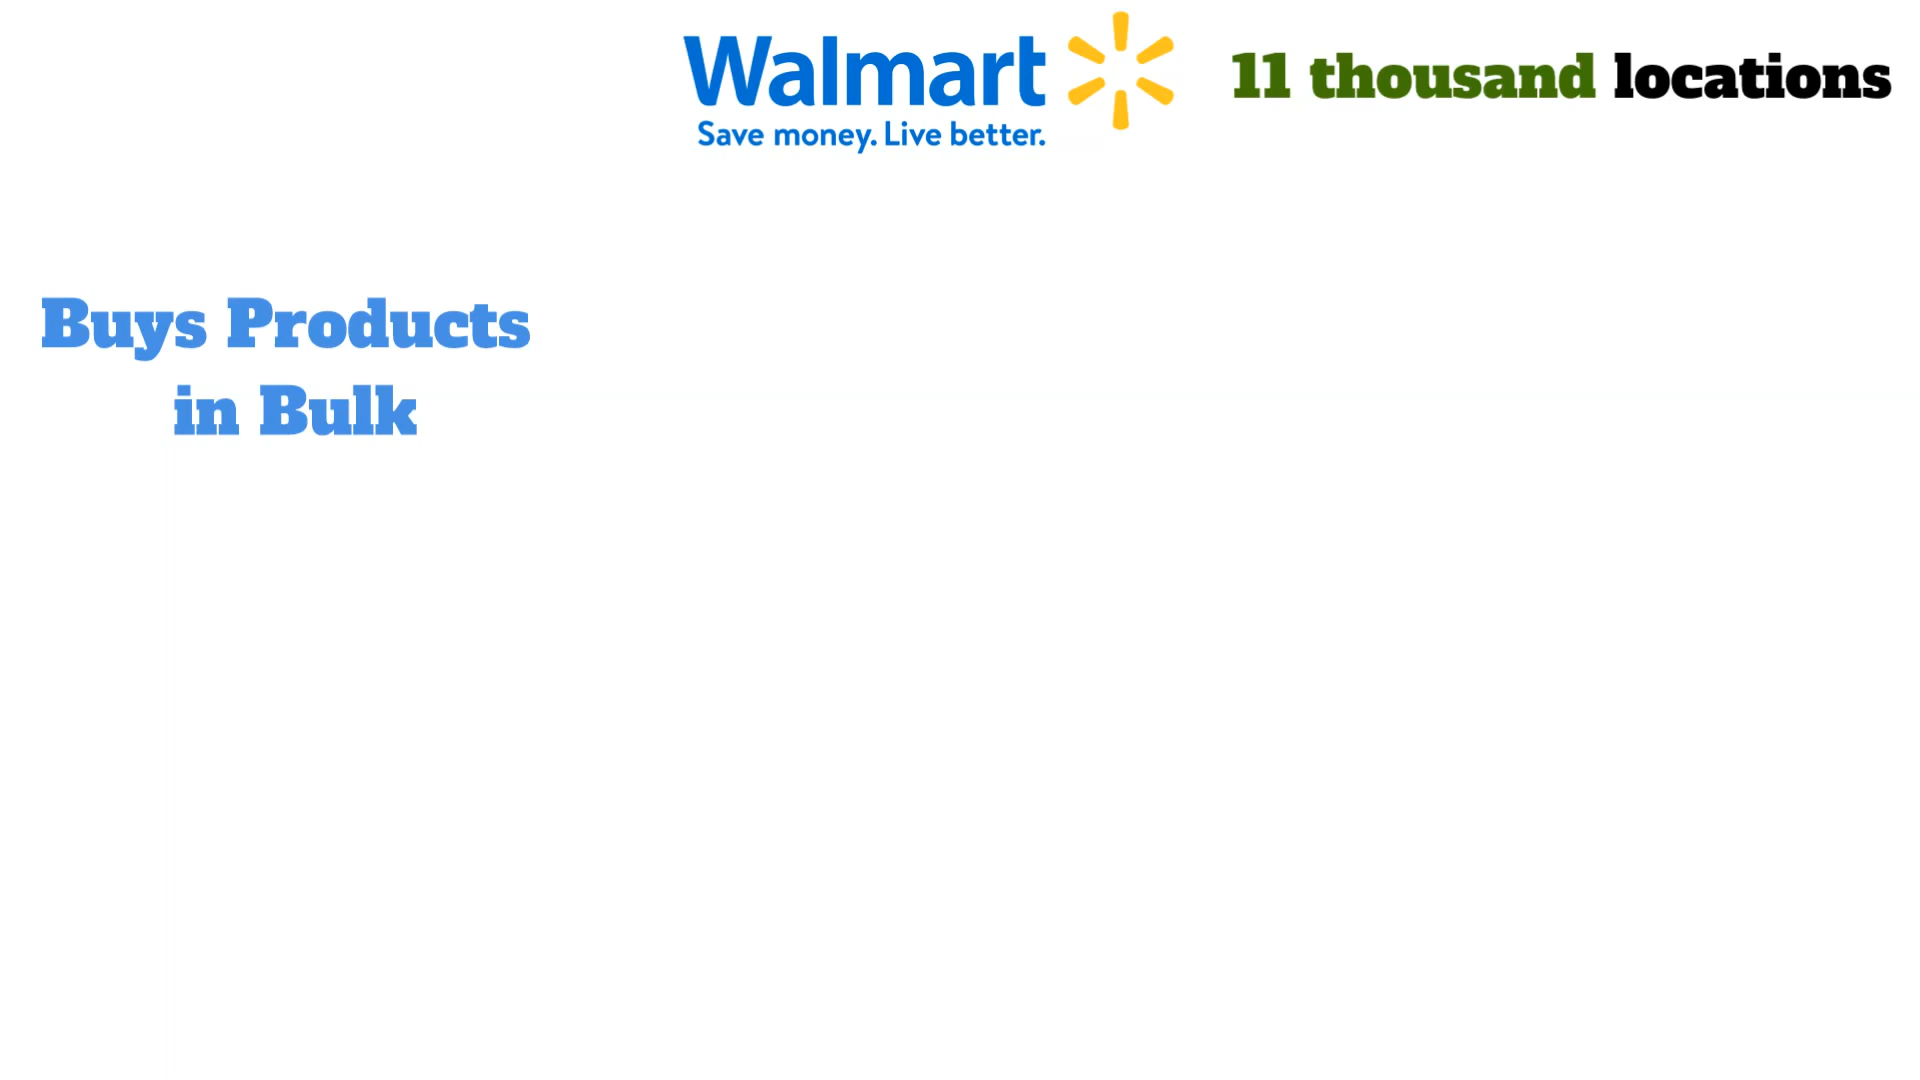 Walmart
Save money. Live better.
11 thousand locations
Buys Products
in Bulk